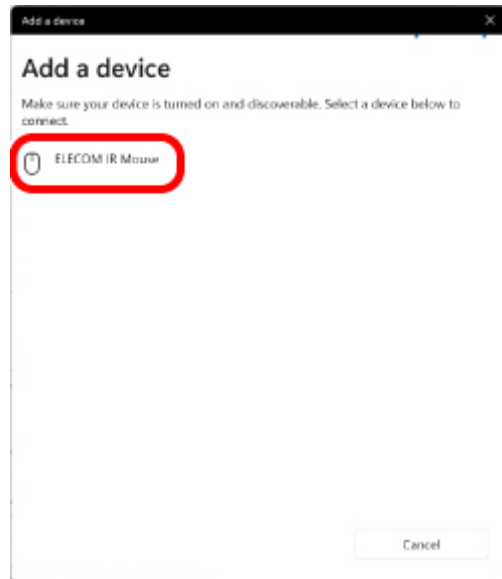 Add a device
Add a device
Make sure your device is turned on and discoverable. Select a device below to
connect.
ELECOM IR Mouse
Cancel